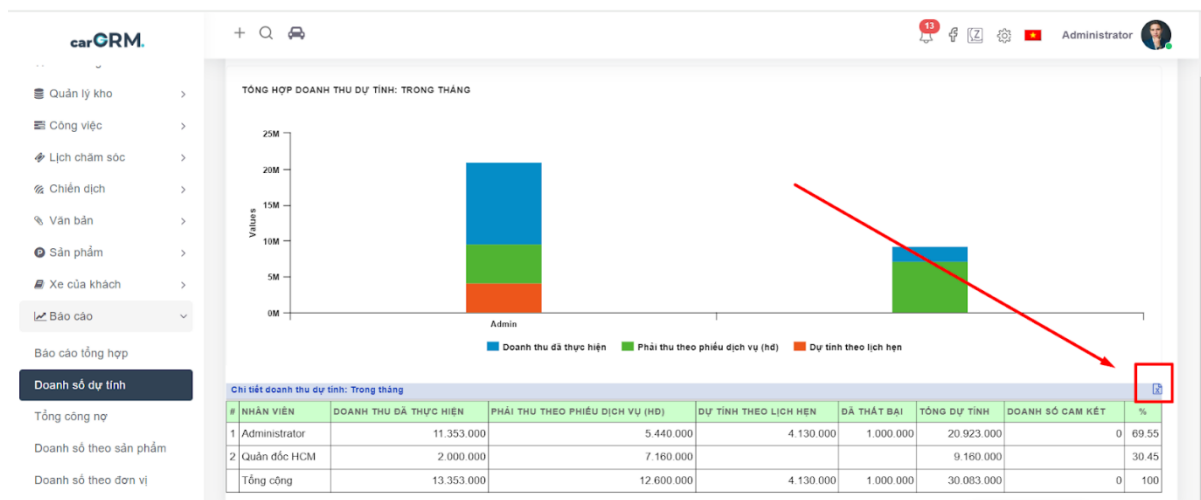 carGRM.
13
Administrator
Quản lý kho
Công việc
Lịch chăm sóc
Chiến dịch
Văn bản
Sản phẩm
Xe của khách
Báo cáo
Báo cáo tổng hợp
Doanh số dự tính
Tổng công nợ
Doanh số theo sản phẩm
Doanh số theo đơn vị
TỔNG HỢP DOANH THU DỰ TÍNH: TRONG THÁNG
Values
25M
20M
15M
10M
5M
0M
Admin
Doanh thu đã thực hiện Phải thu theo phiếu dịch vụ (hđ) Dự tính theo lịch hẹn
Chi tiết doanh thu dự tính: Trong tháng
# NHÂN VIÊN DOANH THU ĐÃ THỰC HIỆN PHẢI THU THEO PHIẾU DỊCH VỤ (HĐ) DỰ TÍNH THEO LỊCH HẸN ĐÃ THẤT BẠI TỔNG DỰ TÍNH DOANH SỐ CAM KẾT %
1 Administrator 11.353.000 5.440.000 4.130.000 1.000.000 20.923.000 0 69.55
2 Quản đốc HCM 2.000.000 7.160.000 9.160.000 30.45
Tổng cộng 13.353.000 12.600.000 4.130.000 1.000.000 30.083.000 0 100